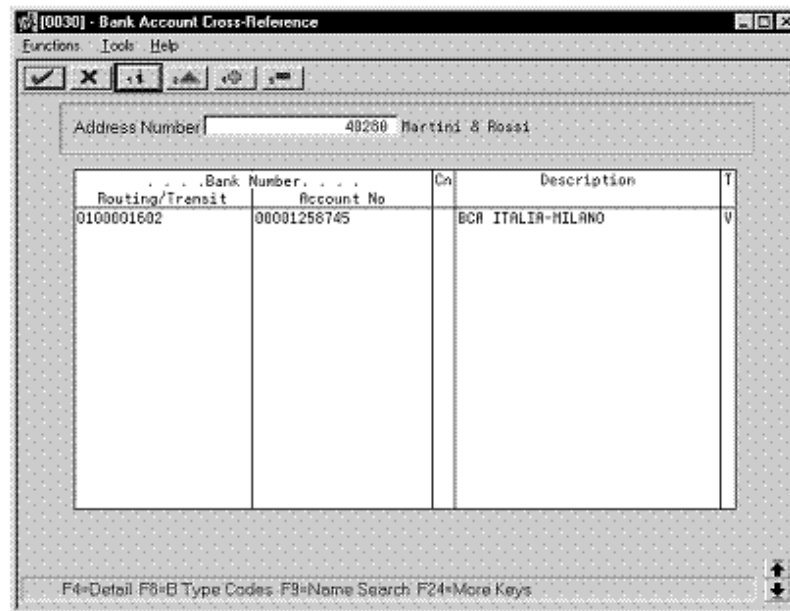 [0030] - Bank Account Cross-Reference
Functions Tools Help
Address Number 40280 Martini & Rossi
. . . .Bank Number. . . . Cn Description T
Routing/Transit Account No
0100001602 00001258745 BCA ITALIA-MILANO V
F4=Detail F8=B Type Codes F9=Name Search F24=More Keys